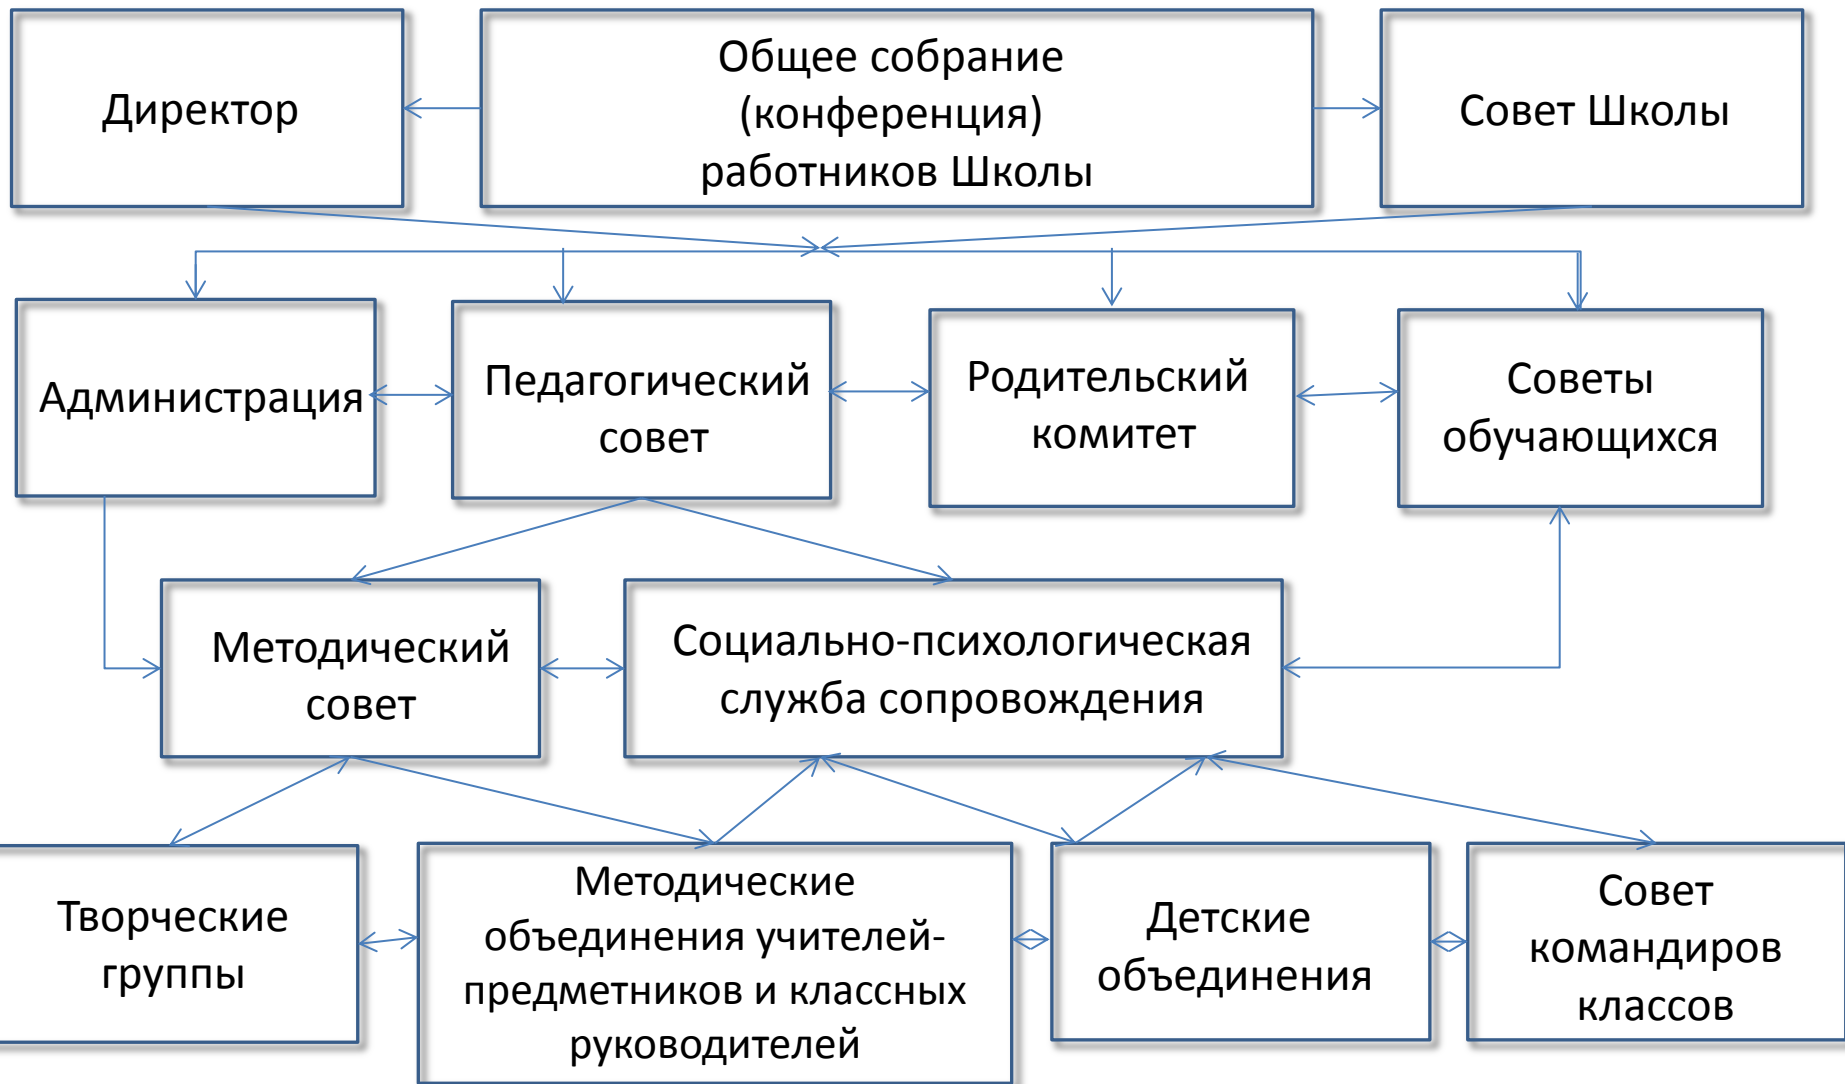 Директор
Общее собрание
(конференция)
работников Школы
Совет Школы
Администрация
Педагогический
совет
Родительский
комитет
Советы
обучающихся
Методический
совет
Социально-психологическая
служба сопровождения
Творческие
группы
Методические
объединения учителей-
предметников и классных
руководителей
Детские
объединения
Совет
командиров
классов